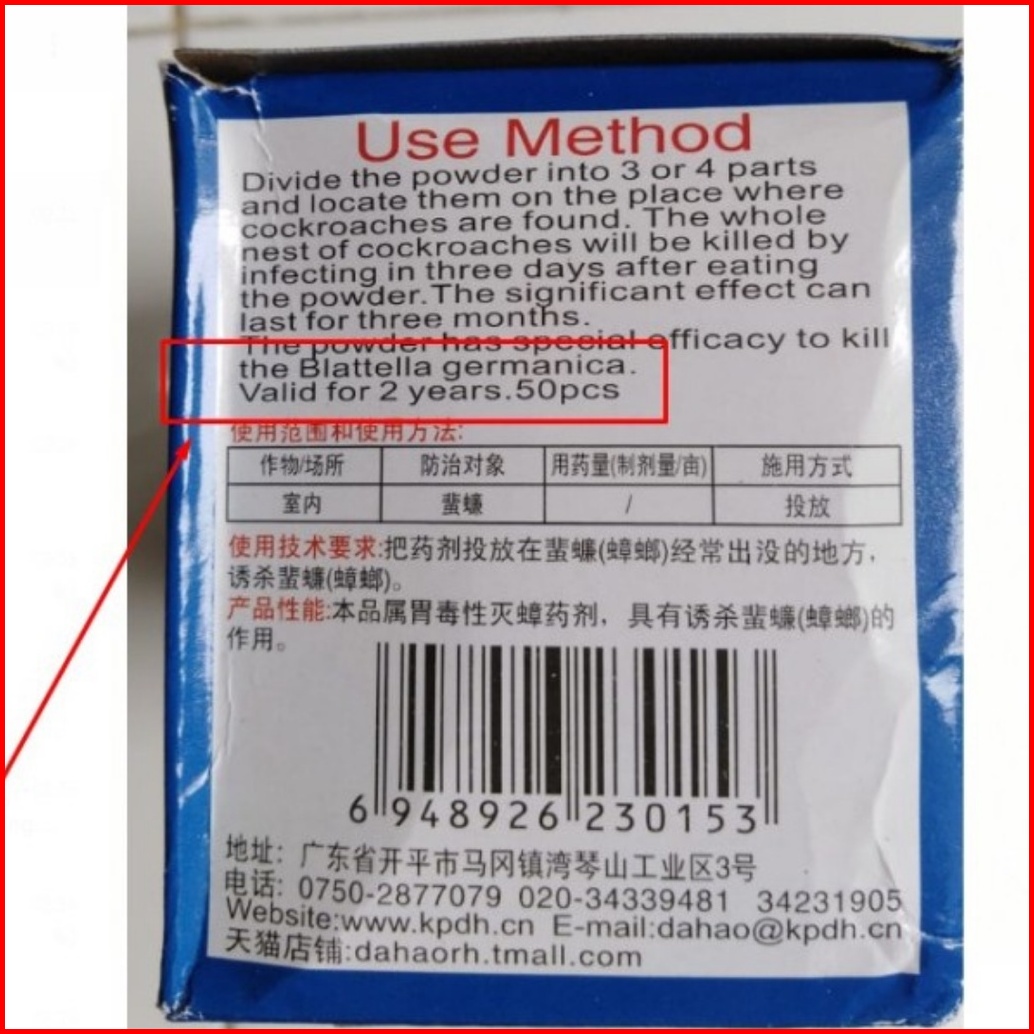 Use Method
Divide the powder into 3 or 4 parts
and locate them on the place where
cockroaches are found. The whole
nest of cockroaches will be killed by
infecting in three days after eating
the powder.The significant effect can
last for three months.
The powder has special efficacy to kill
the Blattella germanica.
Valid for 2 years.50pcs
使用范围和使用方法:
作物/场所 防治对象 用药量(制剂量/亩) 施用方式
室内 蜚蠊 / 投放
使用技术要求:把药剂投放在蜚蠊(蟑螂)经常出没的地方，
诱杀蜚蠊(蟑螂)。
产品性能:本品属胃毒性灭蟑药剂，具有诱杀蜚蠊(蟑螂)的
作用。
6 948926 230153
地址：广东省开平市马冈镇湾琴山工业区3号
电话：0750-2877079 020-34339481 34231905
Website:www.kpdh.cn E-mail:dahao@kpdh.cn
天猫店铺:dahaorh.tmall.com